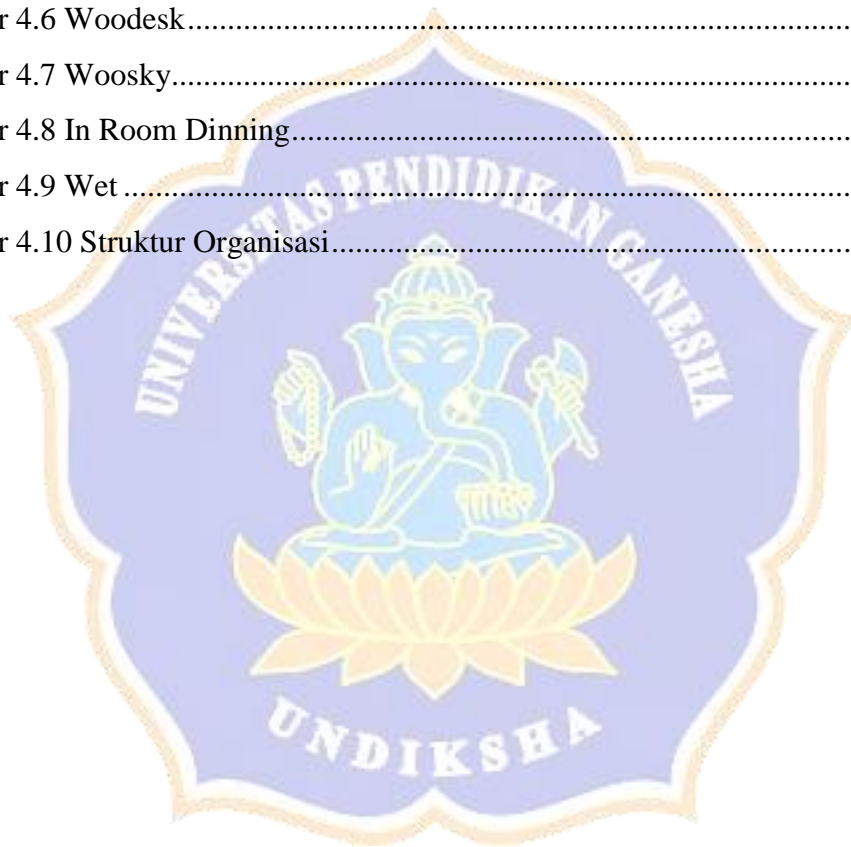 r 4.6 Woodesk....................................................................................
r 4.7 Woosky......................................................................................
r 4.8 In Room Dinning.......................................................................
r 4.9 Wet ............................................................................................
r 4.10 Struktur Organisasi..................................................................
UNIVERSITAS PENDIDIKAN GANESHA
UNDIKSHA